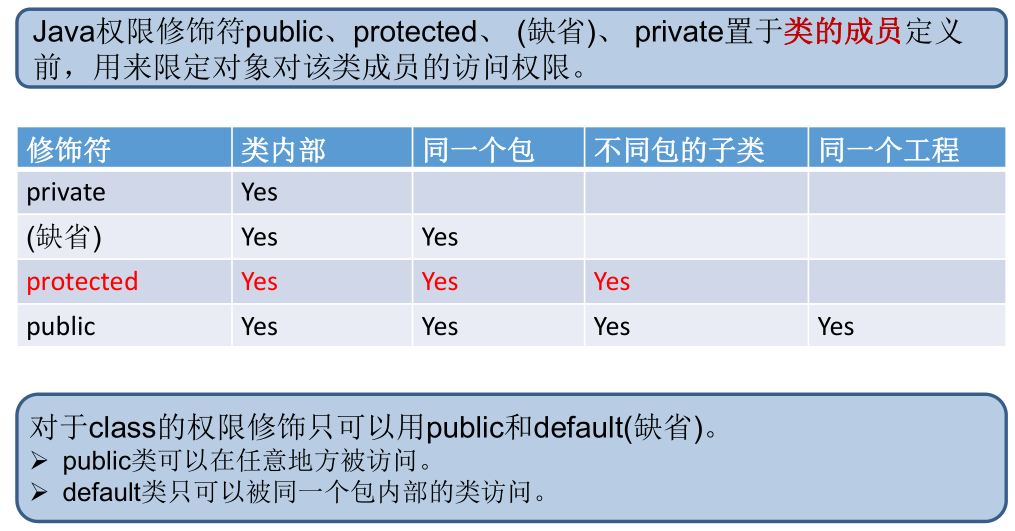 Java权限修饰符public、protected、 (缺省)、 private置于类的成员定义
前，用来限定对象对该类成员的访问权限。
修饰符 类内部 同一个包 不同包的子类 同一个工程
private Yes
(缺省) Yes Yes
protected Yes Yes Yes
public Yes Yes Yes Yes
对于class的权限修饰只可以用public和default(缺省)。
➢ public类可以在任意地方被访问。
➢ default类只可以被同一个包内部的类访问。